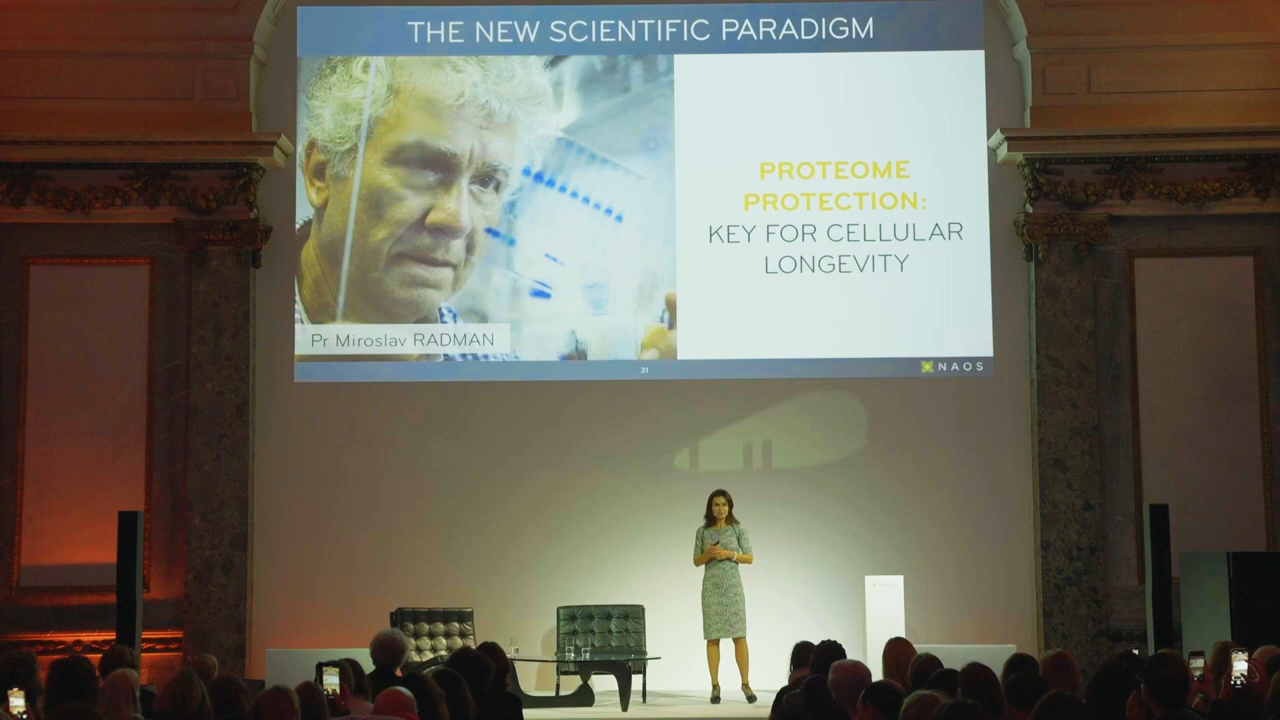 THE NEW SCIENTIFIC PARADIGM
PROTEOME
PROTECTION:
KEY FOR CELLULAR
LONGEVITY
Pr Miroslav RADMAN
31
NAOS